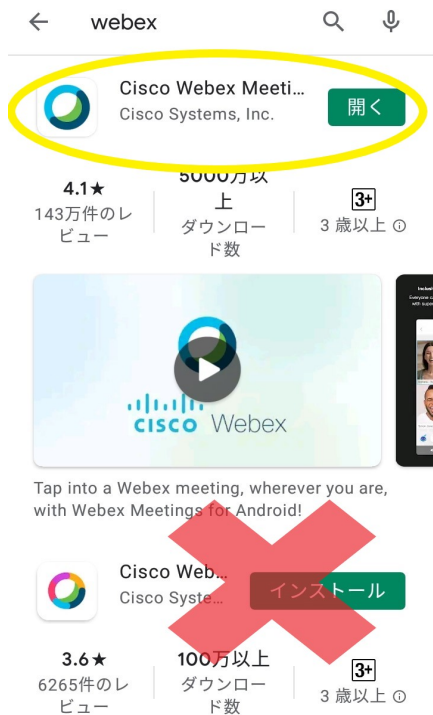 webex
Cisco Webex Meeti...
Cisco Systems, Inc.
開く
4.1★
143万件のレ
ビュー
5000万以
上
ダウンロー
ド数
3+
3 歳以上
CISCO Webex
Tap into a Webex meeting, wherever you are,
with Webex Meetings for Android!
Cisco Web...
Cisco Syste...
インストール
3.6★
6265件のレ
ビュー
100万以上
ダウンロー
ド数
3+
3 歳以上